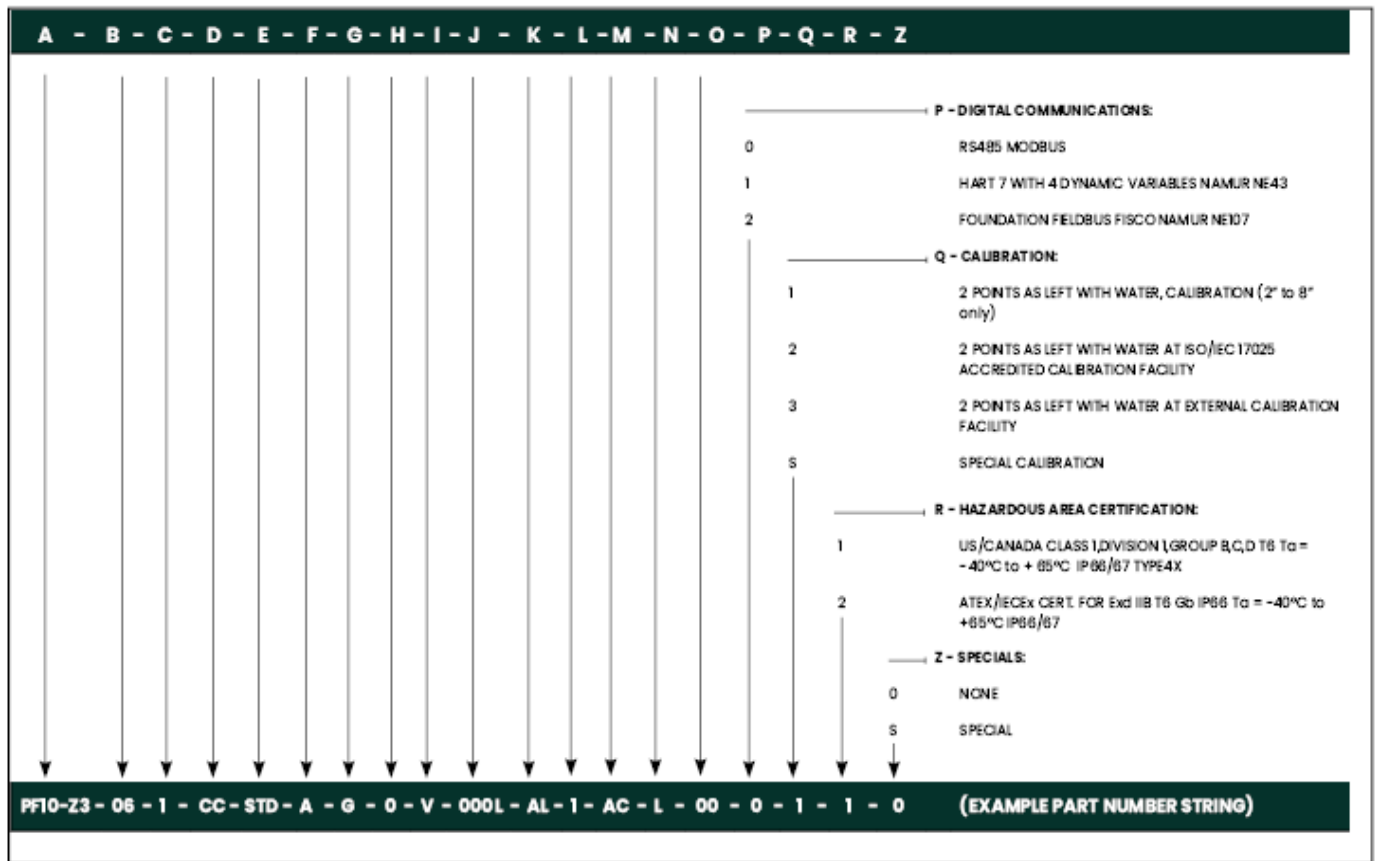 A - B - C - D - E - F - G - H - I - J - K - L - M - N - O - P - Q - R - Z
P - DIGITAL COMMUNICATIONS:
0 RS485 MODBUS
1 HART 7 WITH 4 DYNAMIC VARIABLES NAMUR NE43
2 FOUNDATION FIELDBUS FISCO NAMUR NE107
Q - CALIBRATION:
1 2 POINTS AS LEFT WITH WATER, CALIBRATION (2" to 8"
only)
2 2 POINTS AS LEFT WITH WATER AT ISO/IEC 17025
ACCREDITED CALIBRATION FACILITY
3 2 POINTS AS LEFT WITH WATER AT EXTERNAL CALIBRATION
FACILITY
S SPECIAL CALIBRATION
R - HAZARDOUS AREA CERTIFICATION:
1 US/CANADA CLASS 1,DIVISION 1,GROUP B,C,D T6 Ta =
-40°C to + 65°C IP66/67 TYPE4X
2 ATEX/IECEx CERT. FOR Exd IIB T6 Gb IP66 Ta = -40°C to
+65°C IP66/67
Z - SPECIALS:
0 NONE
S SPECIAL
PF10-Z3 - 06 - 1 - CC - STD - A - G - 0 - V - 000L - AL - 1 - AC - L - 00 - 0 - 1 - 1 - 0 (EXAMPLE PART NUMBER STRING)